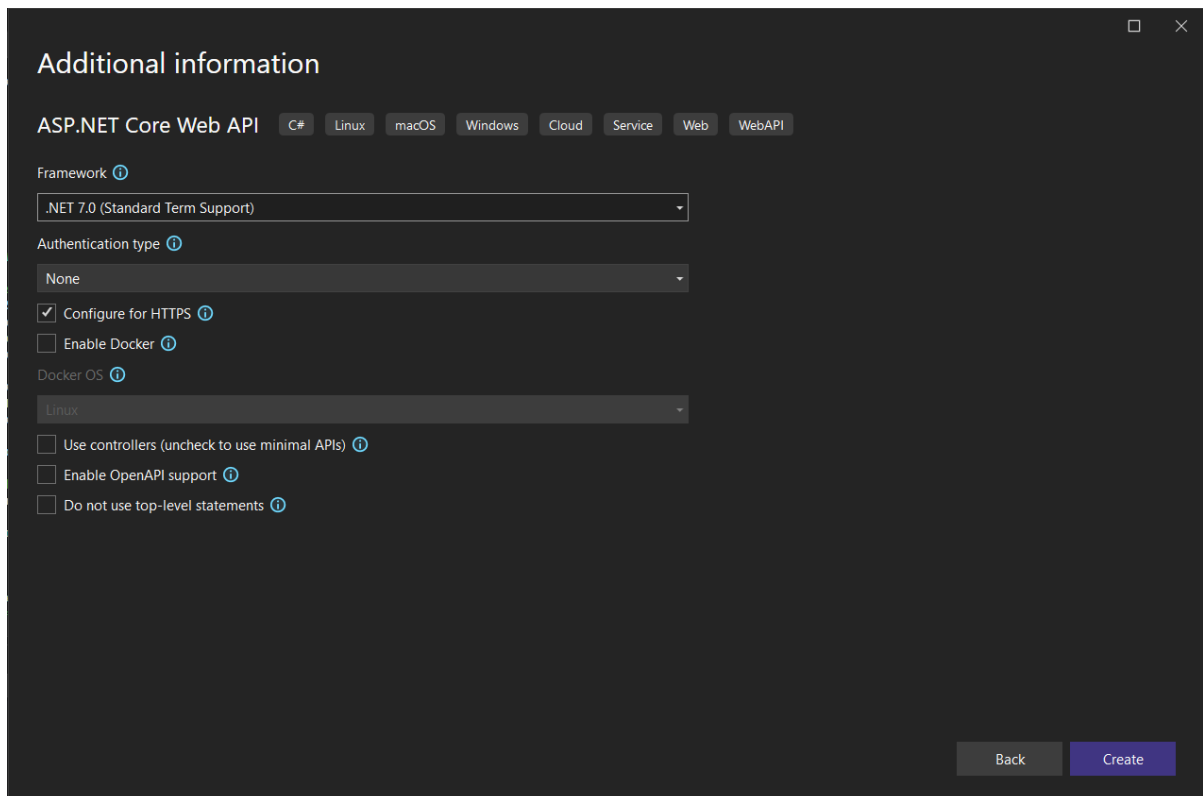 Additional information
ASP.NET Core Web API C# Linux macOS Windows Cloud Service Web WebAPI
Framework
.NET 7.0 (Standard Term Support)
Authentication type
None
Configure for HTTPS
Enable Docker
Docker OS
Linux
Use controllers (uncheck to use minimal APIs)
Enable OpenAPI support
Do not use top-level statements
Back Create